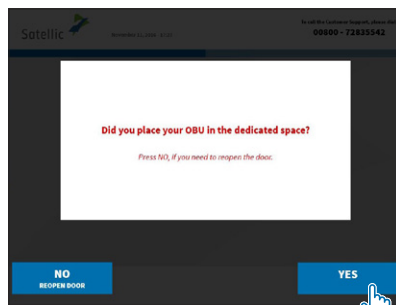 Satellic
To call the Customer Support, please dial
00800 - 72835542
Did you place your OBU in the dedicated space?
Press NO, if you need to reopen the door.
NO
REOPEN DOOR
YES